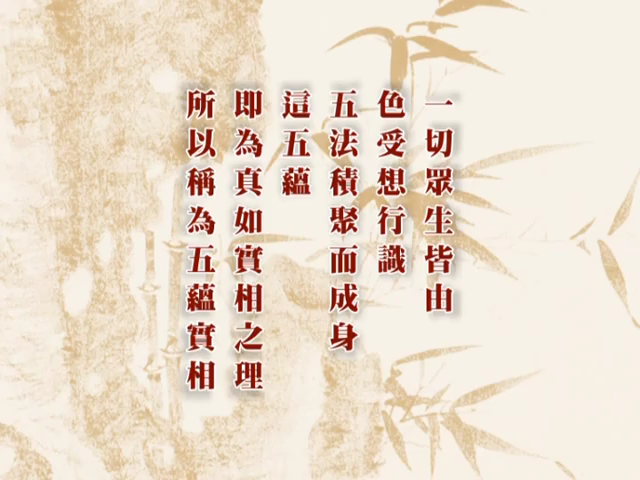 一切眾生皆由
色受想行識
五法積聚而成身
這五蘊
即為真如實相之理
所以稱為五蘊實相